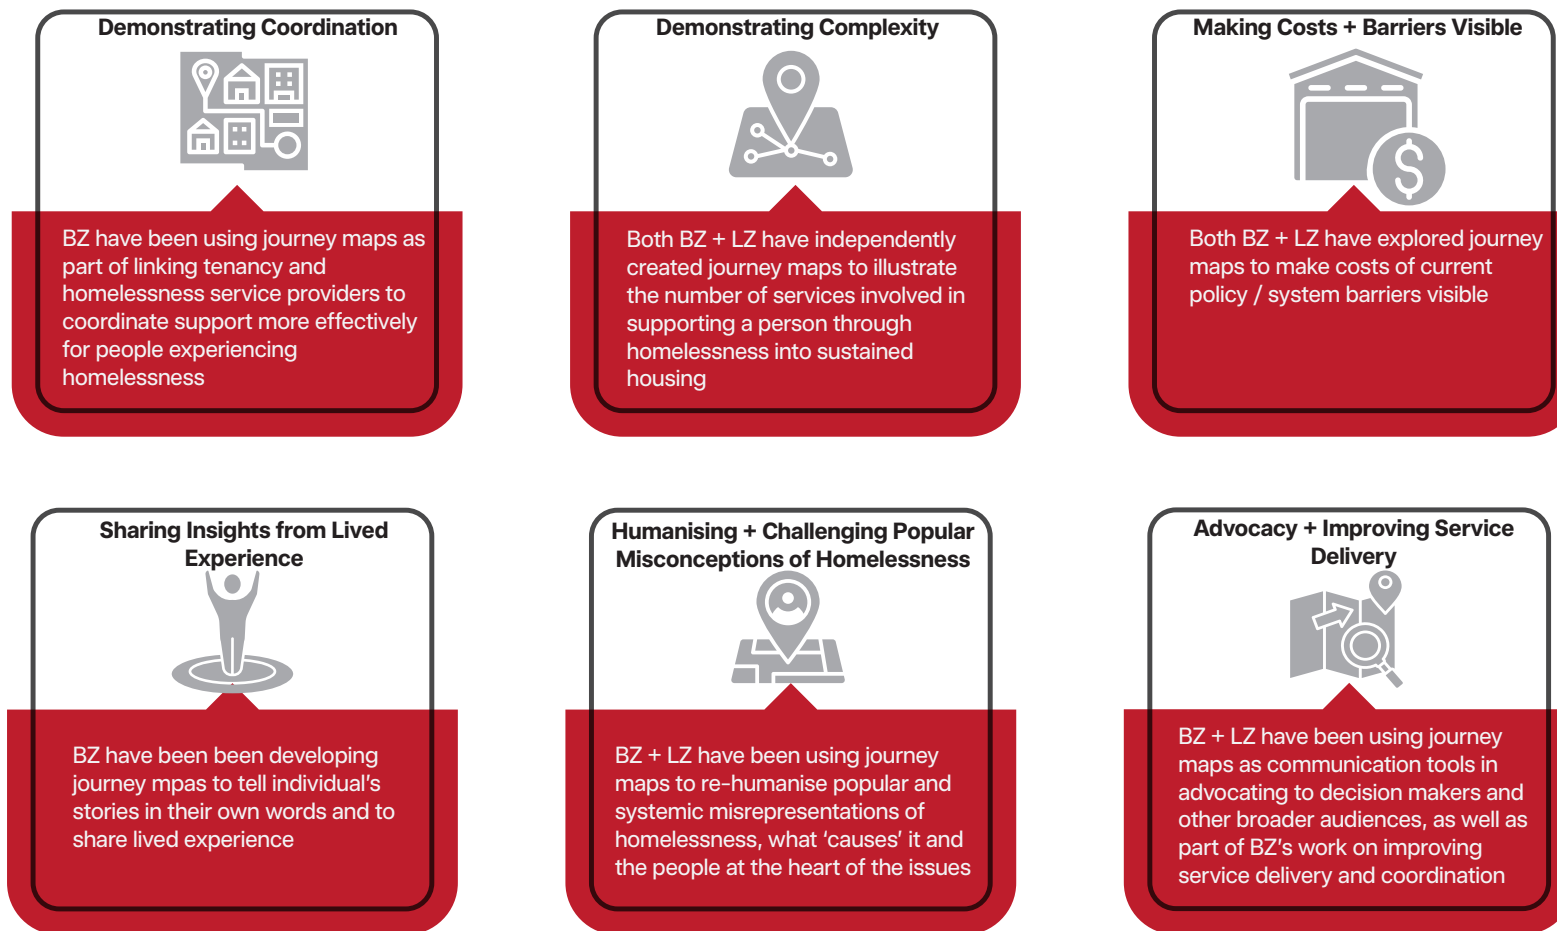 Demonstrating Coordination
BZ have been using journey maps as
part of linking tenancy and
homelessness service providers to
coordinate support more effectively
for people experiencing
homelessness
Demonstrating Complexity
Both BZ + LZ have independently
created journey maps to illustrate
the number of services involved in
supporting a person through
homelessness into sustained
housing
Making Costs + Barriers Visible
$
Both BZ + LZ have explored journey
maps to make costs of current
policy / system barriers visible
Sharing Insights from Lived
Experience
BZ have been been developing
journey mpas to tell individual's
stories in their own words and to
share lived experience
Humanising + Challenging Popular
Misconceptions of Homelessness
BZ + LZ have been using journey
maps to re-humanise popular and
systemic misrepresentations of
homelessness, what ‘causes’ it and
the people at the heart of the issues
Advocacy + Improving Service
Delivery
BZ + LZ have been using journey
maps as communication tools in
advocating to decision makers and
other broader audiences, as well as
part of BZ's work on improving
service delivery and coordination